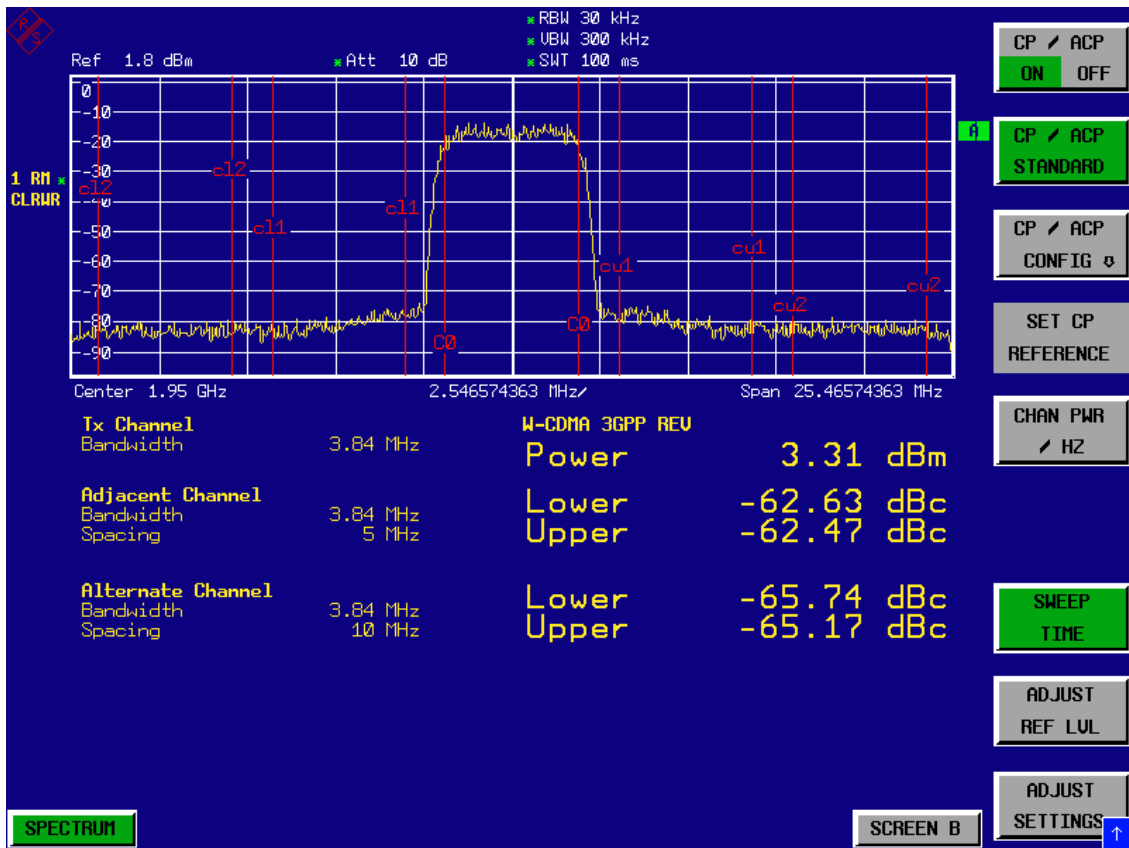 R S
* RBW 30 kHz
* VBW 300 kHz
Ref 1.8 dBm * Att 10 dB * SWT 100 ms
0
-10
-20
-30
-40
-50
-60
-70
-80
-90
1 RM *
CLRWR
A
cl2
cl2
cl1
cl1
C0
C0
cu1
cu1
cu2
cu2
Center 1.95 GHz 2.546574363 MHz/ Span 25.46574363 MHz
Tx Channel W-CDMA 3GPP REV
Bandwidth 3.84 MHz Power 3.31 dBm
Adjacent Channel Lower -62.63 dBc
Bandwidth 3.84 MHz
Spacing 5 MHz Upper -62.47 dBc
Alternate Channel Lower -65.74 dBc
Bandwidth 3.84 MHz
Spacing 10 MHz Upper -65.17 dBc
CP / ACP
ON OFF
CP / ACP
STANDARD
CP / ACP
CONFIG
SET CP
REFERENCE
CHAN PWR
/ HZ
SWEEP
TIME
ADJUST
REF LVL
ADJUST
SETTINGS
SPECTRUM
SCREEN B